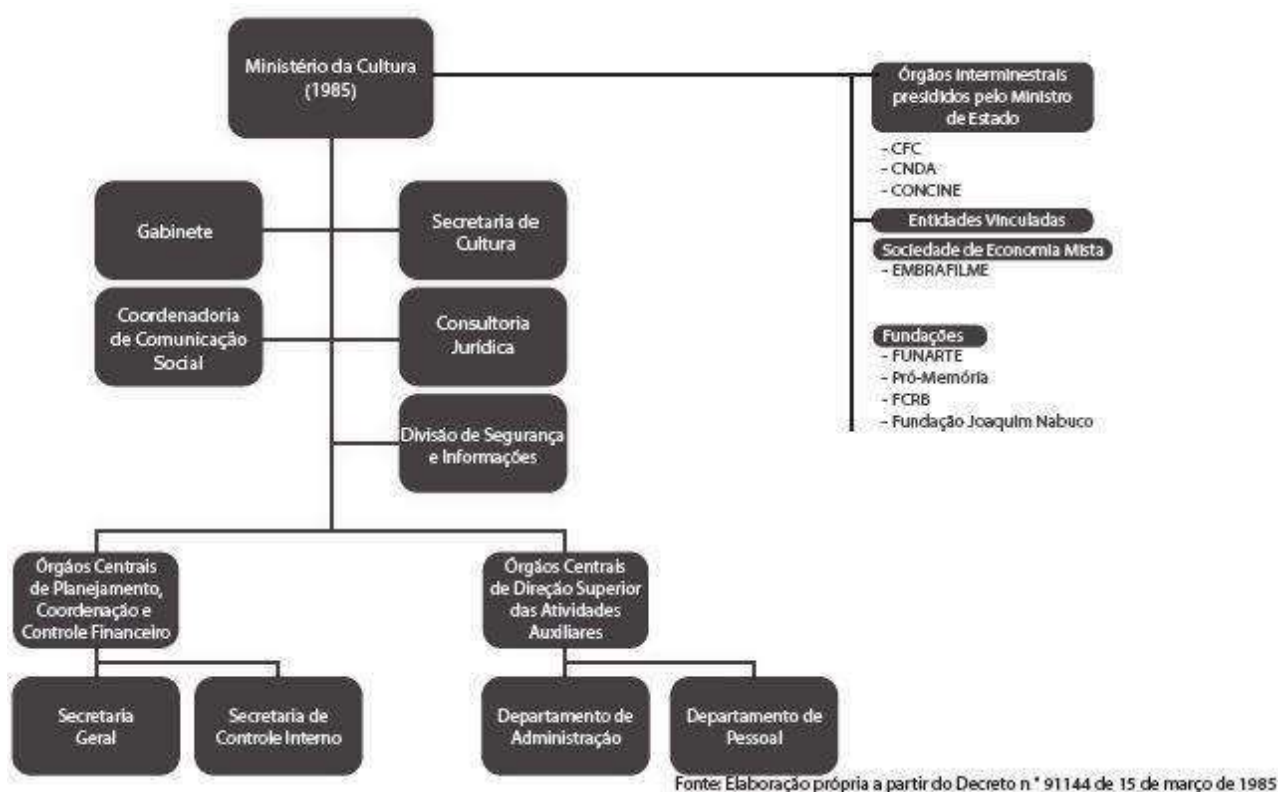 Ministério da Cultura
(1985)
Órgãos Interminestrais
presididos pelo Ministro
de Estado
- CFC
- CNDA
- CONCINE
Entidades Vinculadas
Sociedade de Economia Mista
- EMBRAFILME
Fundações
- FUNARTE
- Pró-Memória
- FCRB
- Fundação Joaquim Nabuco
Gabinete
Secretaria de
Cultura
Coordenadoria
de Comunicação
Social
Consultoria
Jurídica
Divisão de Segurança
e Informações
Órgãos Centrais
de Planejamento,
Coordenação e
Controle Financeiro
Órgãos Centrais
de Direção Superior
das Atividades
Auxiliares
Secretaria
Geral
Secretaria de
Controle Interno
Departamento de
Administração
Departamento de
Pessoal
Fonte: Elaboração própria a partir do Decreto n.° 91144 de 15 de março de 1985